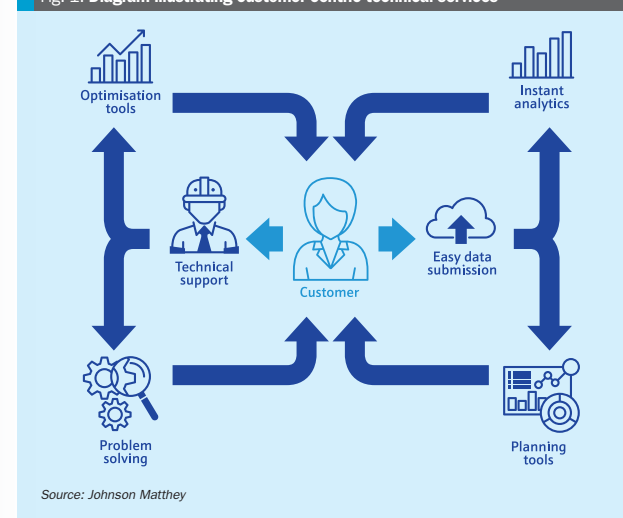 Fig. 1: Diagram illustrating customer-centric technical services
Optimisation
tools
Instant
analytics
Technical
support
Easy data
submission
Customer
Problem
solving
Planning
tools
Source: Johnson Matthey